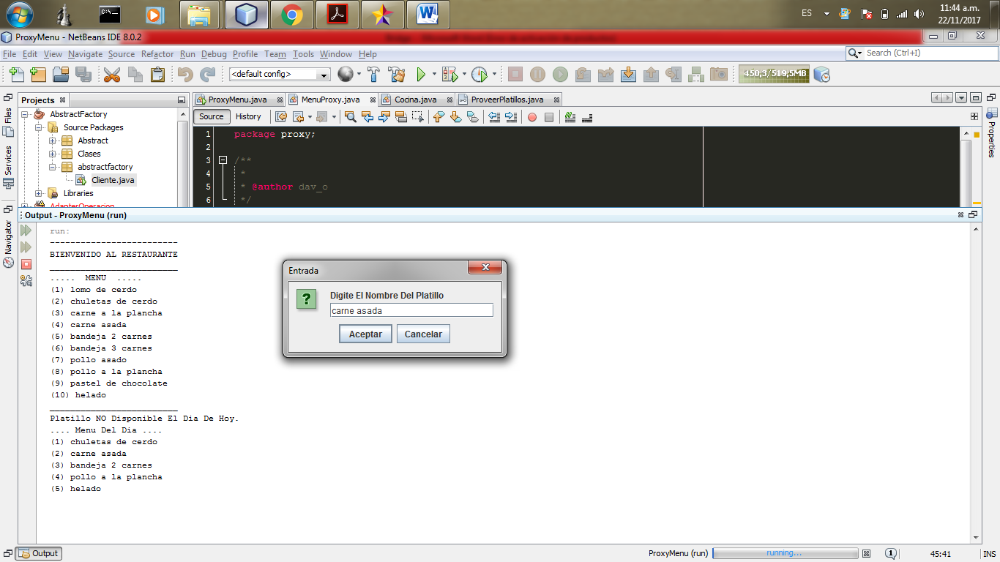 ES
11:44 a.m.
22/11/2017
ProxyMenu - NetBeans IDE 8.0.2
File Edit View Navigate Source Refactor Run Debug Profile Team Tools Window Help
Search (Ctrl+I)
<default config>
450,3/519,5MB
Files
Services
Navigator
Properties
Projects
AbstractFactory
Source Packages
Abstract
Clases
abstractfactory
Cliente.java
Libraries
AdapterOperacion
ProxyMenu.java MenuProxy.java Cocina.java ProveerPlatillos.java
Source History
1 package proxy;
2
3 /**
4 *
5 * @author dav_o
6 */
Output - ProxyMenu (run)
run:
-------------------------
BIENVENIDO AL RESTAURANTE
_________________________
..... MENU .....
(1) lomo de cerdo
(2) chuletas de cerdo
(3) carne a la plancha
(4) carne asada
(5) bandeja 2 carnes
(6) bandeja 3 carnes
(7) pollo asado
(8) pollo a la plancha
(9) pastel de chocolate
(10) helado
_________________________
Platillo NO Disponible El Dia De Hoy.
.... Menu Del Dia ....
(1) chuletas de cerdo
(2) carne asada
(3) bandeja 2 carnes
(4) pollo a la plancha
(5) helado
Entrada
Digite El Nombre Del Platillo
carne asada
Aceptar Cancelar
Output
ProxyMenu (run) running... 1 45:41 INS